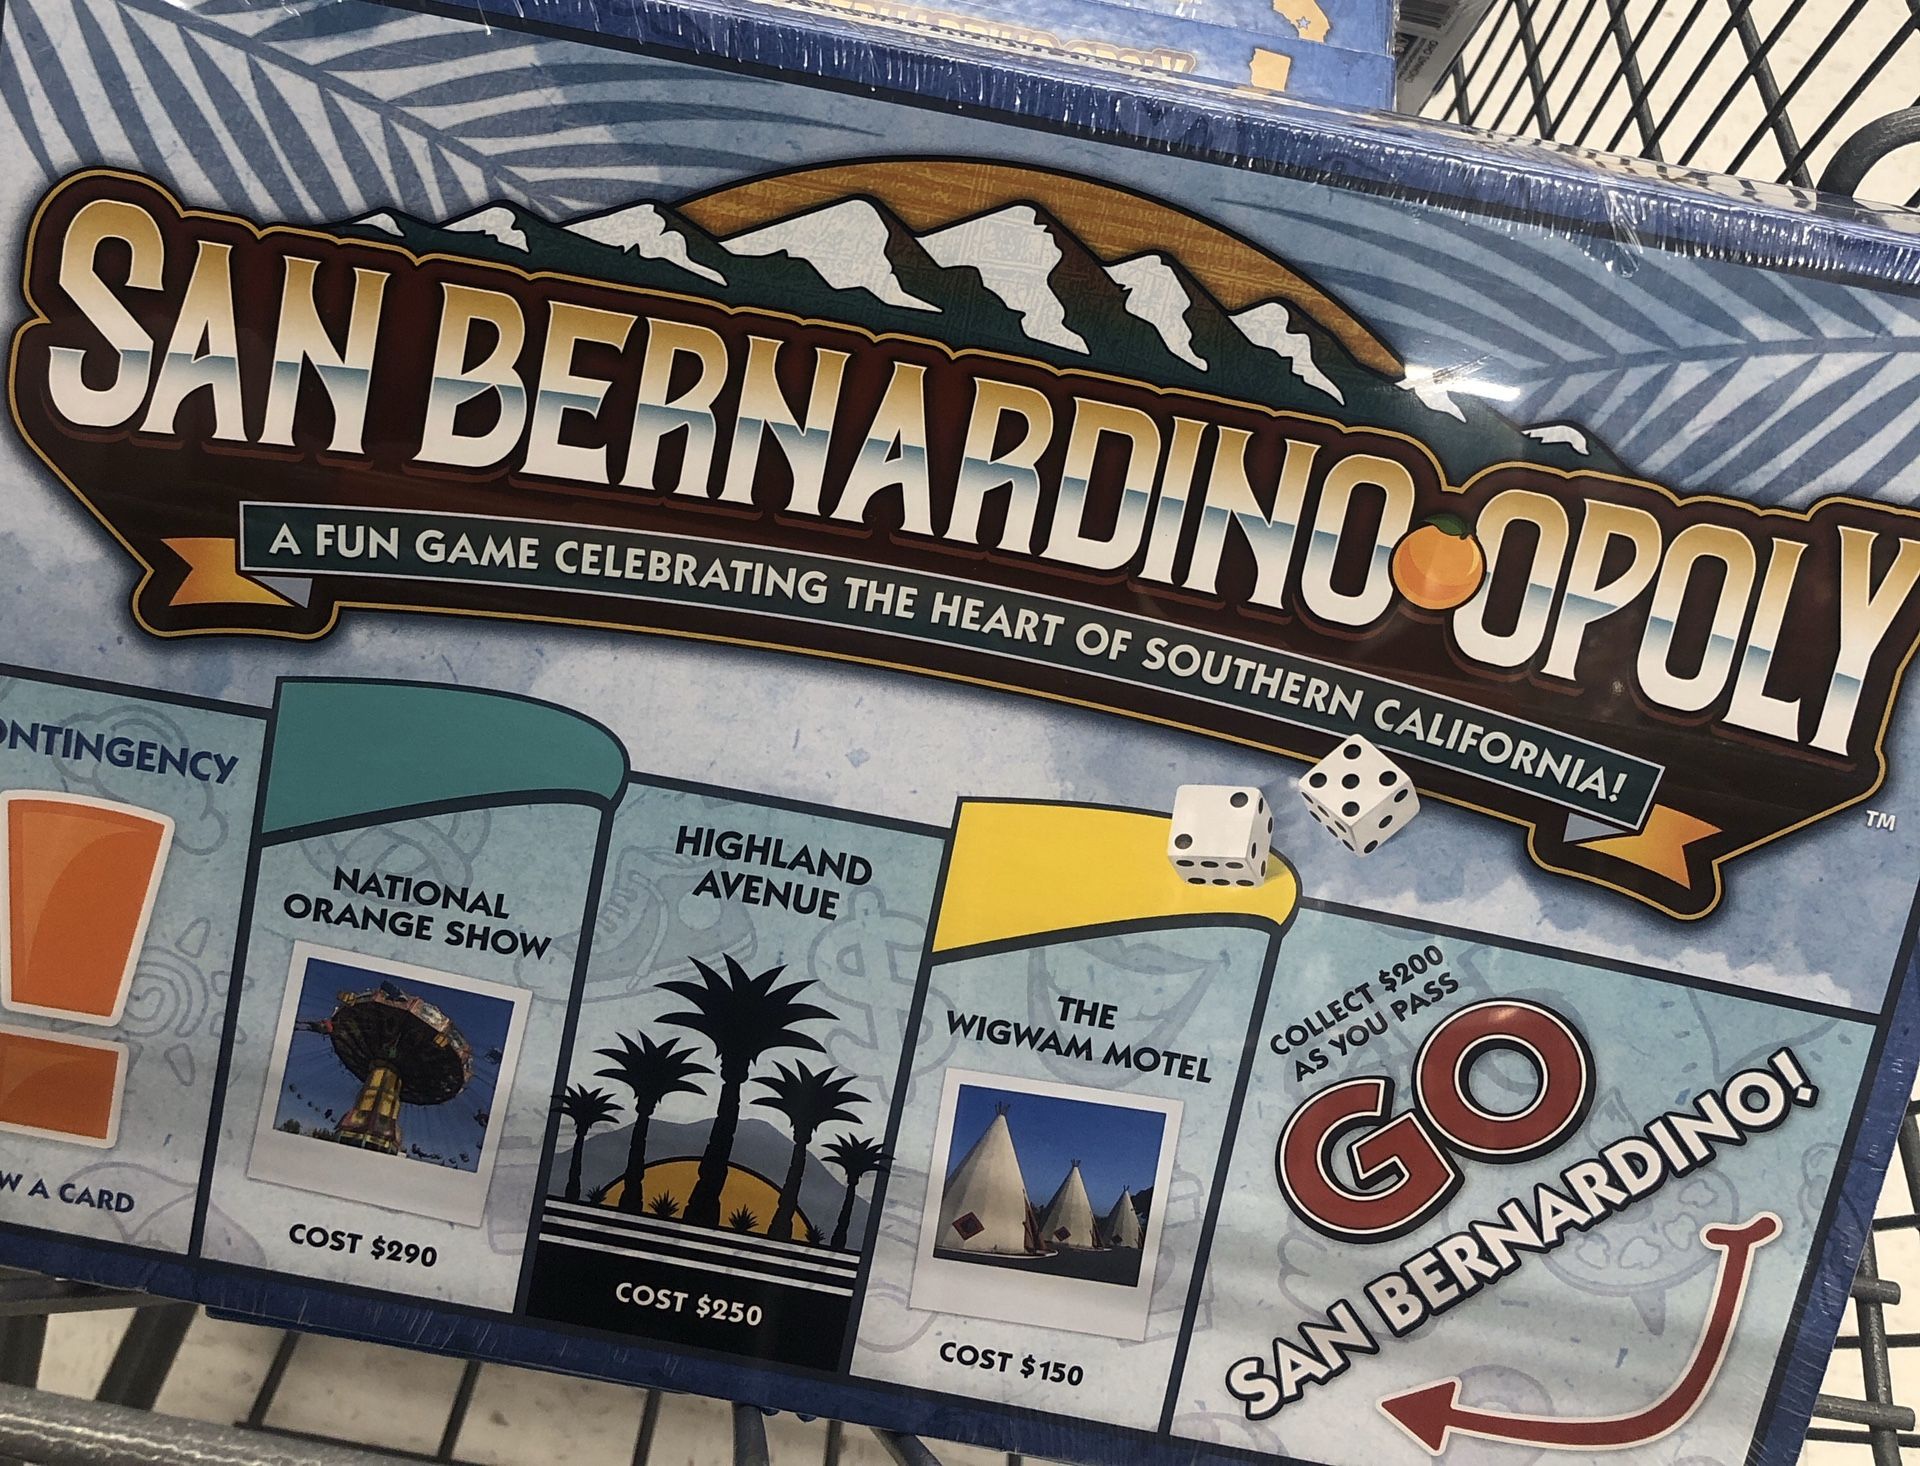 SAN BERNARDINO•OPOLY
A FUN GAME CELEBRATING THE HEART OF SOUTHERN CALIFORNIA!
TM
ONTINGENCY
W A CARD
NATIONAL
ORANGE SHOW
COST $290
HIGHLAND
AVENUE
COST $250
THE
WIGWAM MOTEL
COST $150
COLLECT $200
AS YOU PASS
GO
SAN BERNARDINO!